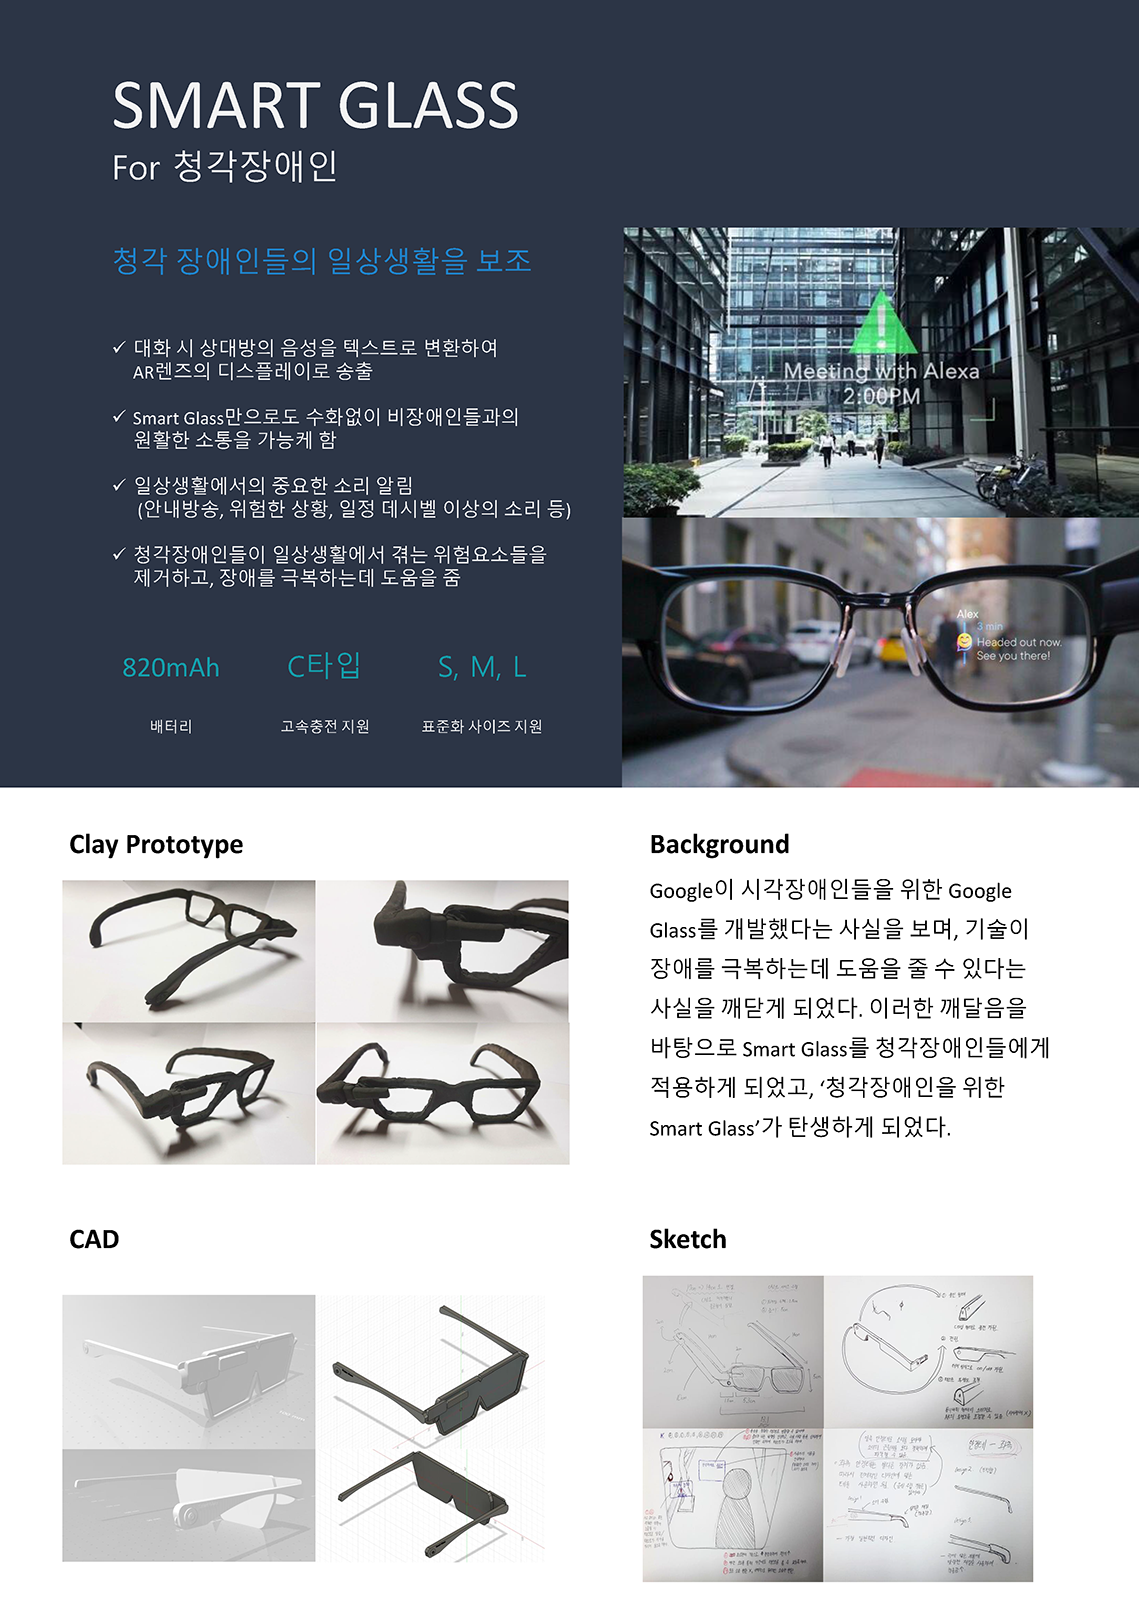 SMART GLASS
For 청각장애인
청각 장애인들의 일상생활을 보조
✓ 대화 시 상대방의 음성을 텍스트로 변환하여
AR렌즈의 디스플레이로 송출
✓ Smart Glass만으로도 수화없이 비장애인들과의
원활한 소통을 가능케 함
✓ 일상생활에서의 중요한 소리 알림
(안내방송, 위험한 상황, 일정 데시벨 이상의 소리 등)
✓ 청각장애인들이 일상생활에서 겪는 위험요소들을
제거하고, 장애를 극복하는데 도움을 줌
820mAh
배터리
C타입
고속충전 지원
S, M, L
표준화 사이즈 지원
Meeting with Alexa
2:00PM
Alex
3 min
Headed out now.
See you there!
Clay Prototype
Background
Google이 시각장애인들을 위한 Google
Glass를 개발했다는 사실을 보며, 기술이
장애를 극복하는데 도움을 줄 수 있다는
사실을 깨닫게 되었다. 이러한 깨달음을
바탕으로 Smart Glass를 청각장애인들에게
적용하게 되었고, ‘청각장애인을 위한
Smart Glass’가 탄생하게 되었다.
CAD
Sketch